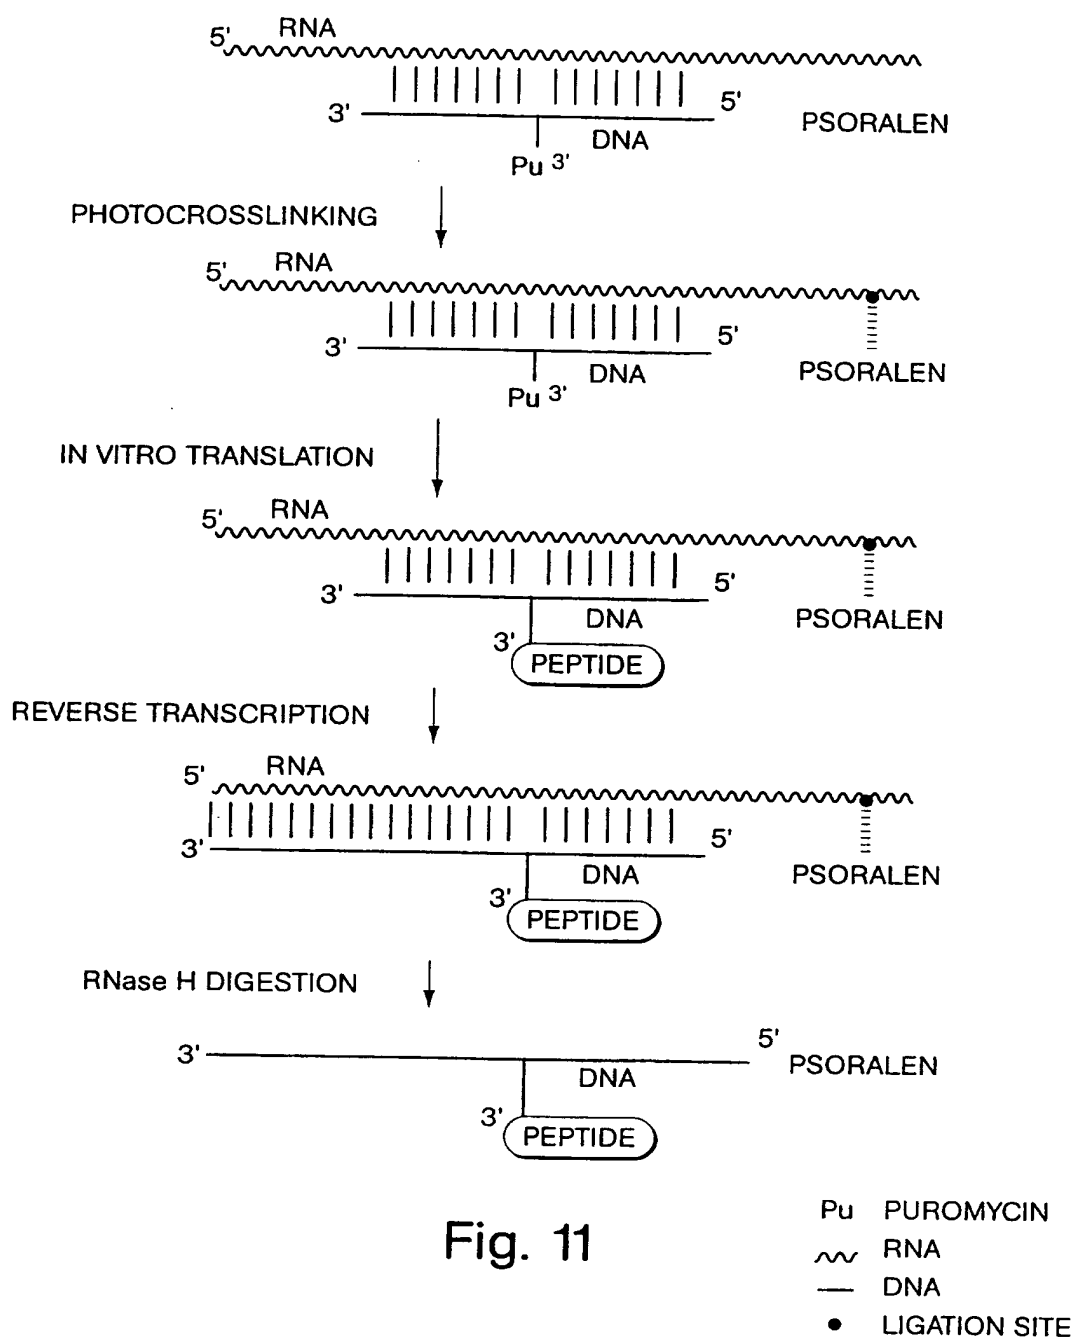 5' RNA
3' 5' PSORALEN
DNA
Pu 3'
PHOTOCROSSLINKING
5' RNA
3' 5'
DNA PSORALEN
Pu 3'
IN VITRO TRANSLATION
5' RNA
3' 5'
DNA PSORALEN
3' PEPTIDE
REVERSE TRANSCRIPTION
5' RNA
3' 5'
DNA PSORALEN
3' PEPTIDE
RNase H DIGESTION
3' 5' PSORALEN
DNA
3' PEPTIDE
Fig. 11
Pu PUROMYCIN
RNA
DNA
LIGATION SITE